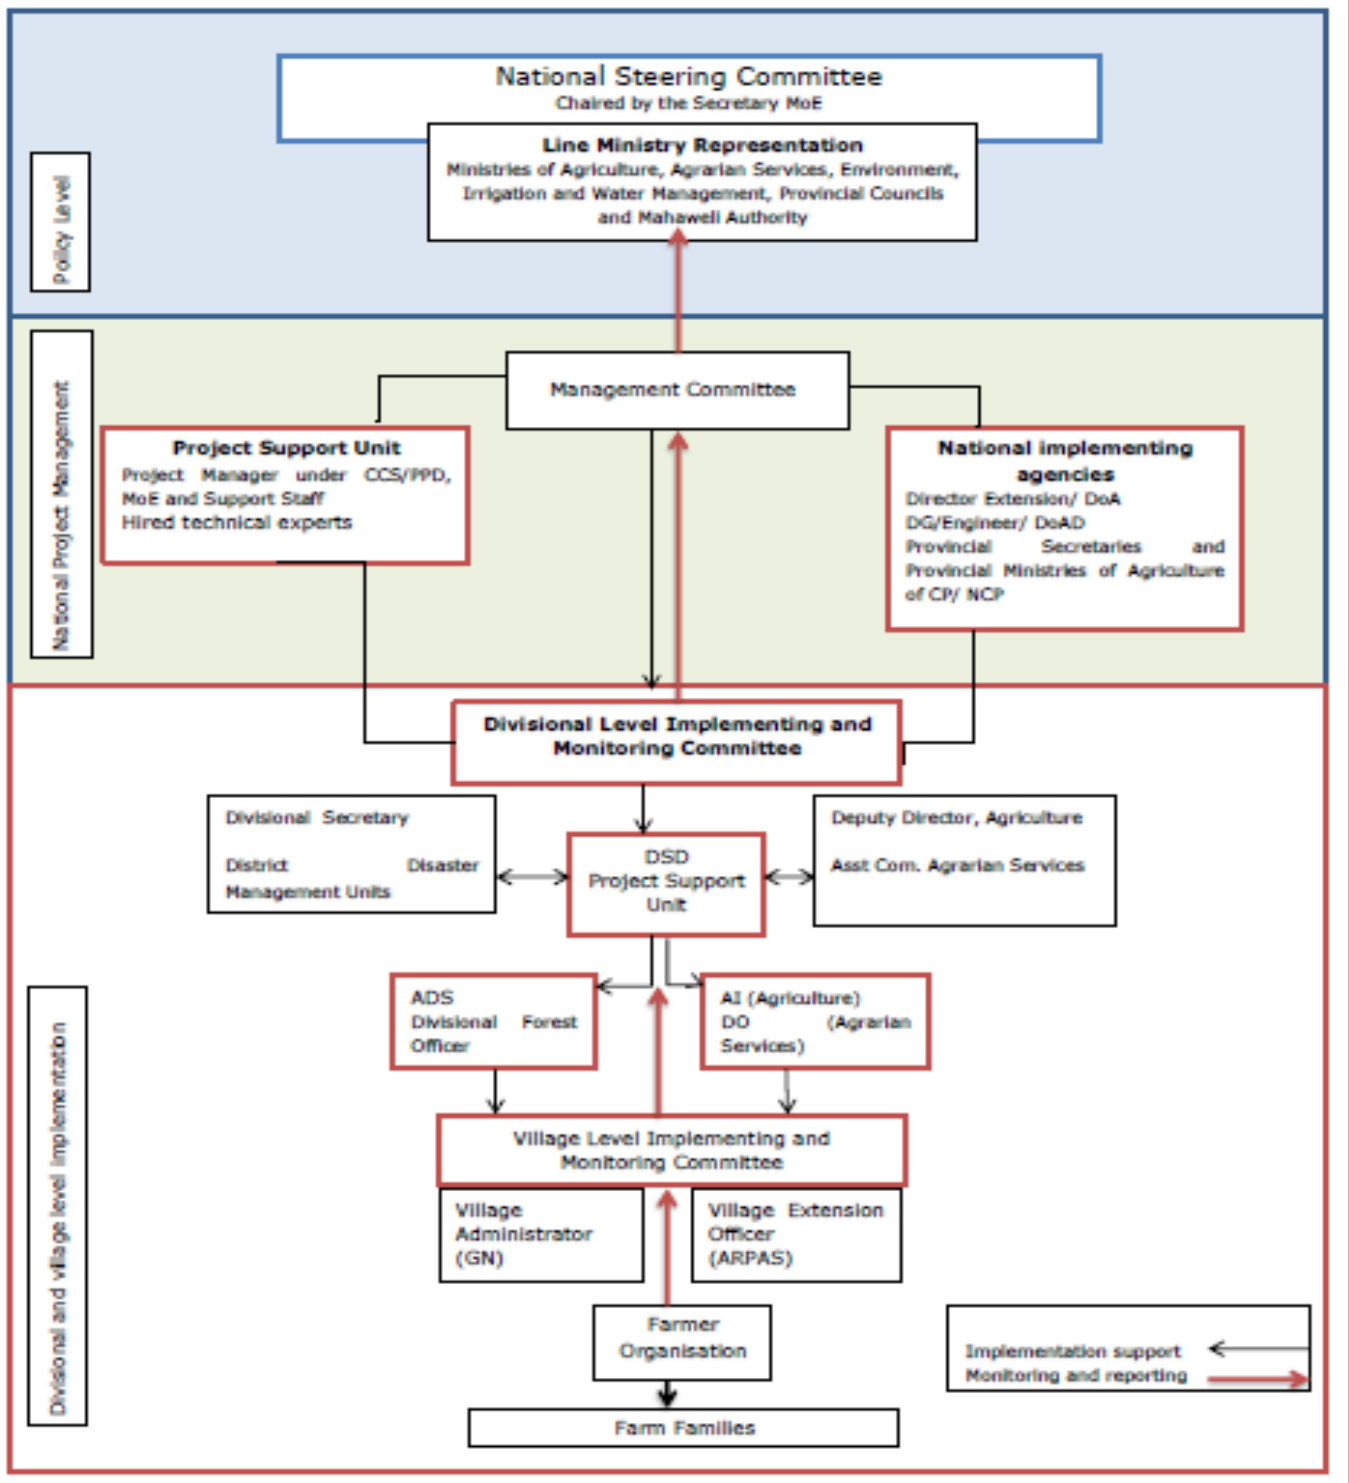 National Steering Committee
Chaired by the Secretary MoE
Line Ministry Representation
Ministries of Agriculture, Agrarian Services, Environment,
Irrigation and Water Management, Provincial Councils
and Mahaweli Authority
Policy Level
Management Committee
National Project Management
Project Support Unit
Project Manager under CCS/PPD,
MoE and Support Staff
Hired technical experts
National implementing
agencies
Director Extension/ DoA
DG/Engineer/ DoAD
Provincial Secretaries and
Provincial Ministries of Agriculture
of CP/ NCP
Divisional Level Implementing and
Monitoring Committee
Divisional Secretary
District Disaster
Management Units
DSD
Project Support
Unit
Deputy Director, Agriculture
Asst Com. Agrarian Services
ADS
Divisional Forest
Officer
AI (Agriculture)
DO (Agrarian
Services)
Divisional and village level implementation
Village Level Implementing and
Monitoring Committee
Village
Administrator
(GN)
Village Extension
Officer
(ARPAS)
Farmer
Organisation
Farm Families
Implementation support
Monitoring and reporting